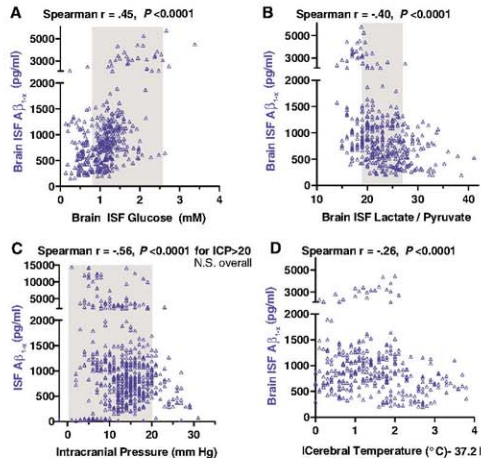 A
Spearman r = .45, P<0.0001
Brain ISF Aβ1-x (pg/ml)
5000
3000
2000
1500
1000
500
0
0 1 2 3 4
Brain ISF Glucose (mM)
B
Spearman r = -.40, P<0.0001
Brain ISF Aβ1-x (pg/ml)
5000
3000
2000
1500
1000
500
0
10 20 30 40
Brain ISF Lactate / Pyruvate
C
Spearman r = -.56, P<0.0001 for ICP>20
N.S. overall
ISF Aβ1-x (pg/ml)
15000
10000
5000
2000
1500
1000
500
0
0 10 20 30
Intracranial Pressure (mm Hg)
D
Spearman r = -.26, P<0.0001
Brain ISF Aβ1-x (pg/ml)
5000
3000
2000
1500
1000
500
0
0 1 2 3 4
|Cerebral Temperature (°C)- 37.2|